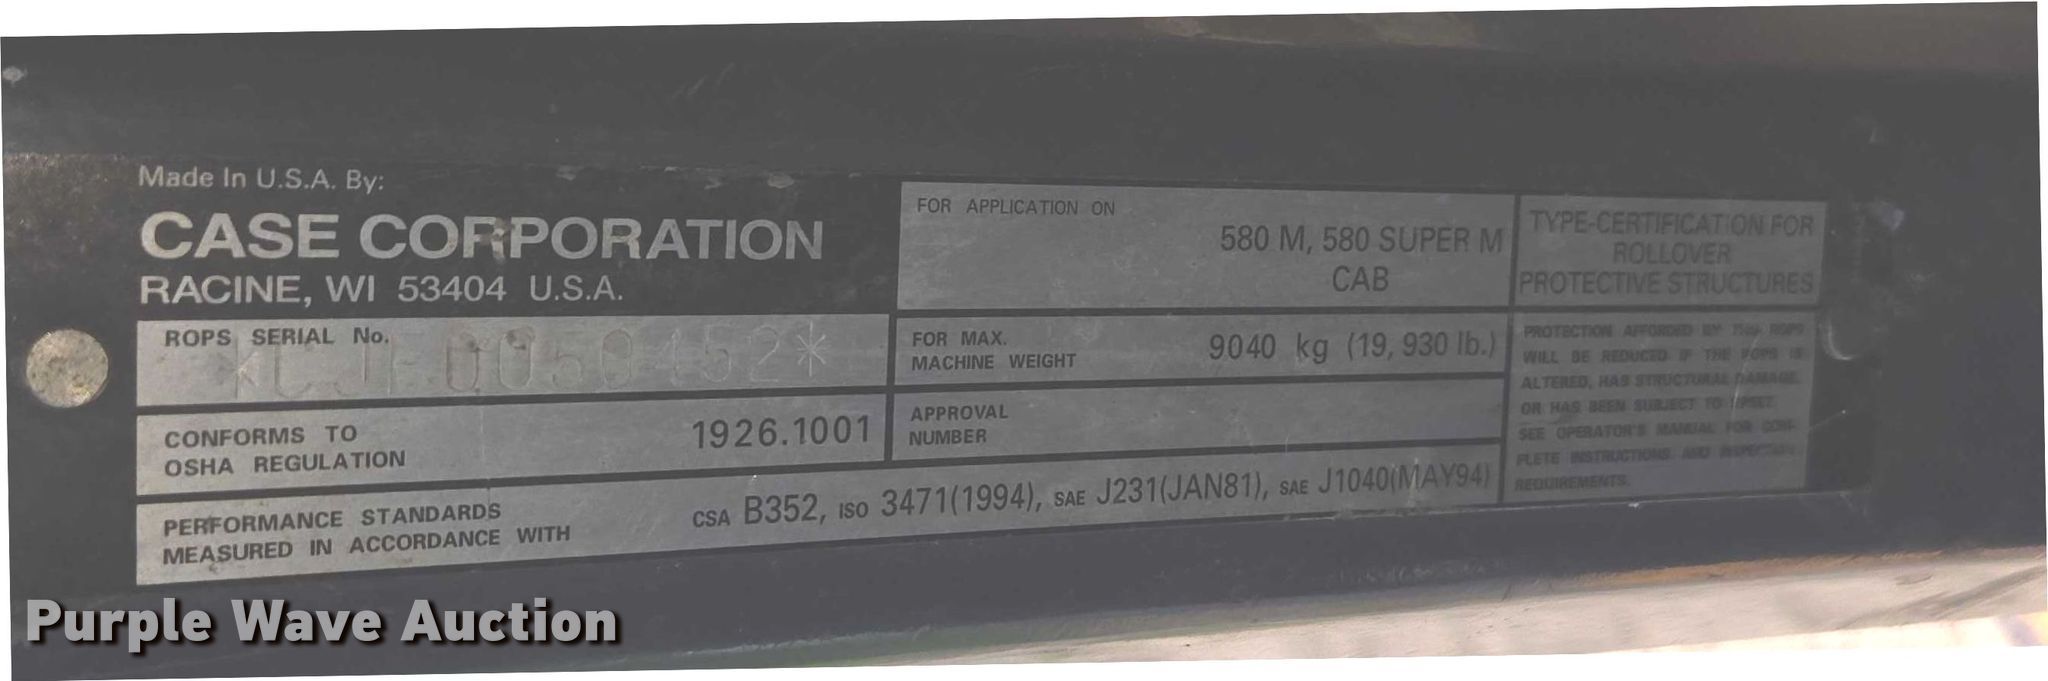 Made In U.S.A. By:
CASE CORPORATION
RACINE, WI 53404 U.S.A.
ROPS SERIAL No.
CONFORMS TO
OSHA REGULATION
1926.1001
PERFORMANCE STANDARDS
MEASURED IN ACCORDANCE WITH
CSA B352, ISO 3471(1994), SAE J231(JAN81), SAE J1040(MAY94)
FOR APPLICATION ON
580 M, 580 SUPER M
CAB
FOR MAX.
MACHINE WEIGHT
9040 kg (19,930 lb.)
APPROVAL
NUMBER
TYPE-CERTIFICATION FOR
ROLLOVER
PROTECTIVE STRUCTURES
PROTECTION AFFORDED BY THIS ROPS
WILL BE REDUCED IF THE ROPS IS
ALTERED, HAS STRUCTURAL DAMAGE,
OR HAS BEEN SUBJECT TO UPSET.
SEE OPERATOR'S MANUAL FOR COM-
PLETE INSTRUCTIONS AND INSPECTION
REQUIREMENTS.
Purple Wave Auction